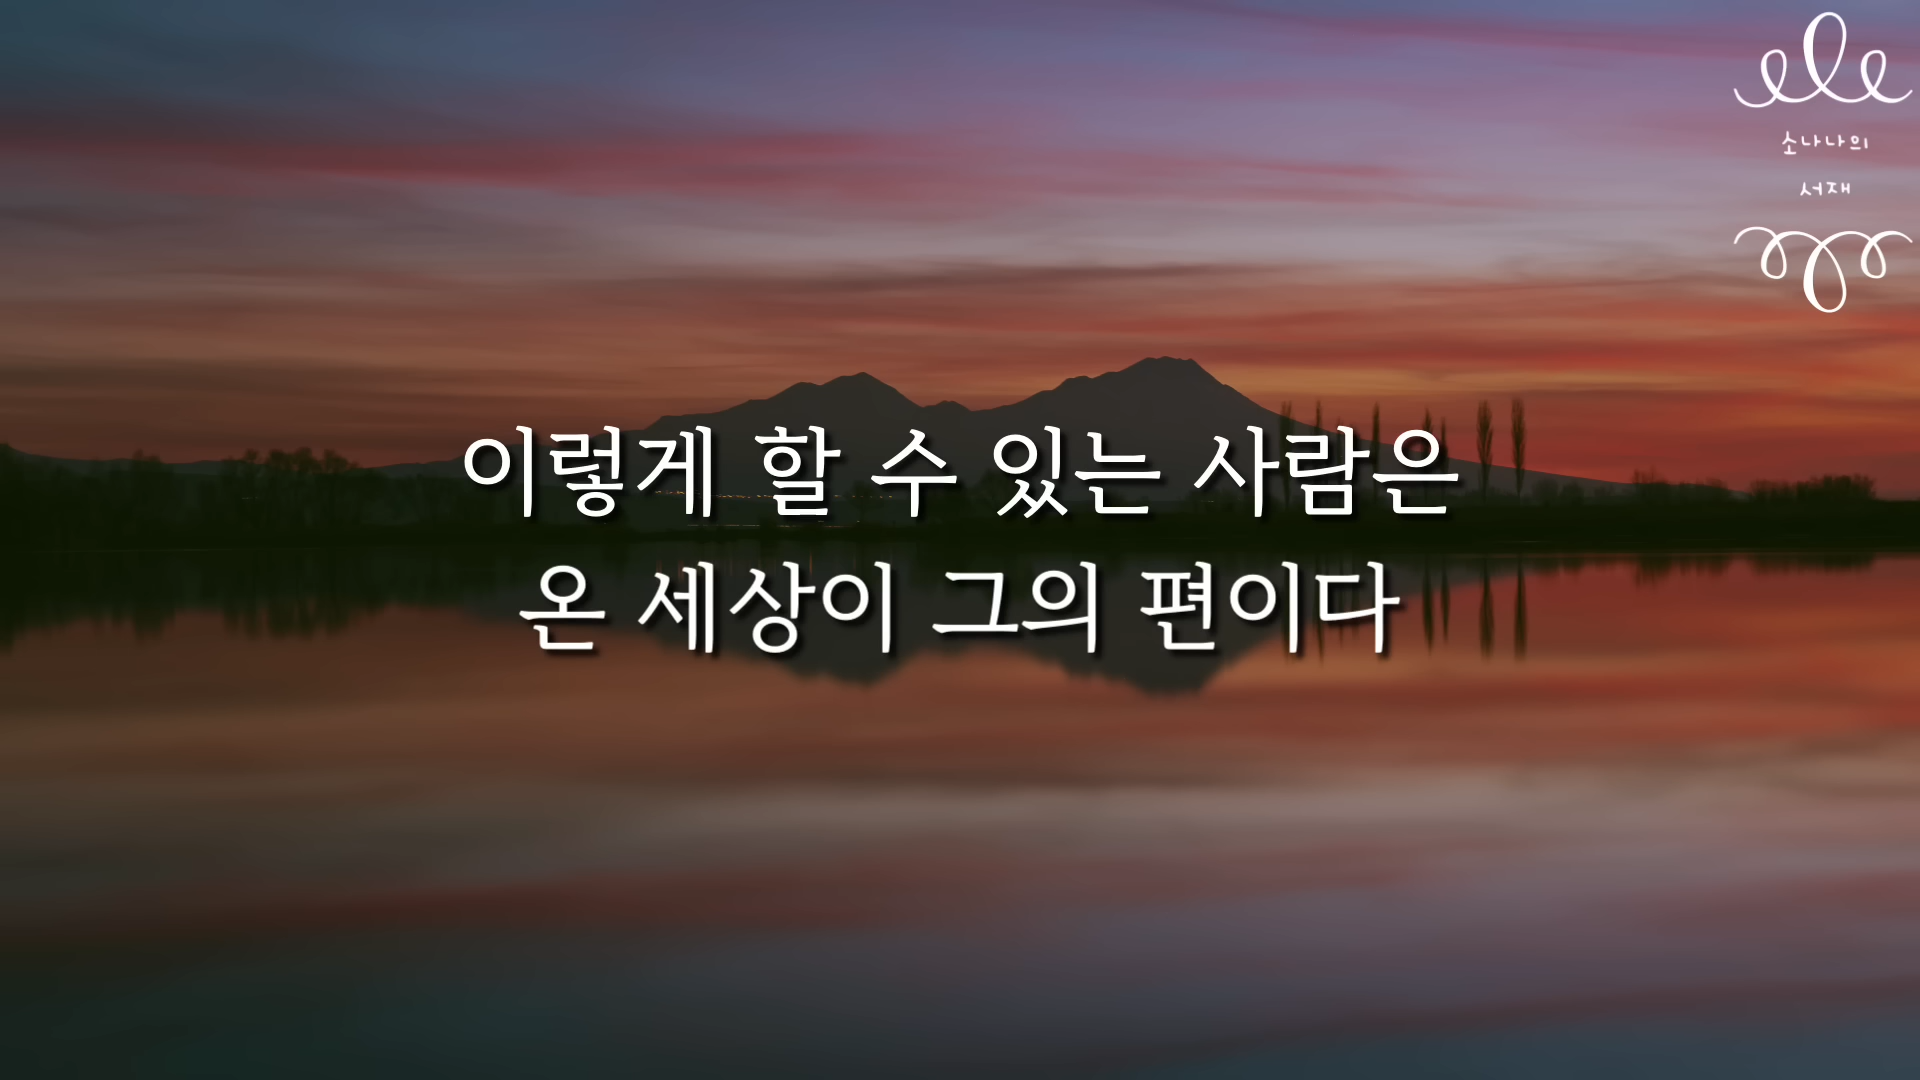 소나나의
서재
이렇게 할 수 있는 사람은
온 세상이 그의 편이다